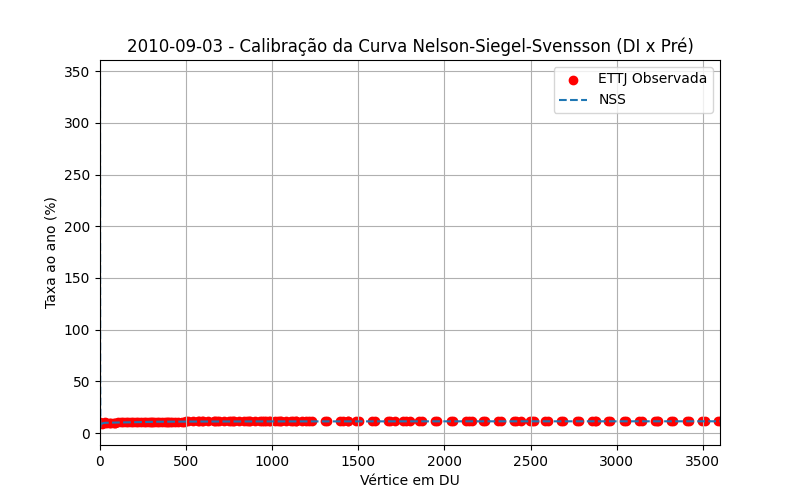 2010-09-03 - Calibração da Curva Nelson-Siegel-Svensson (DI x Pré)
ETTJ Observada
NSS
Taxa ao ano (%)
350
300
250
200
150
100
50
0
0 500 1000 1500 2000 2500 3000 3500
Vértice em DU